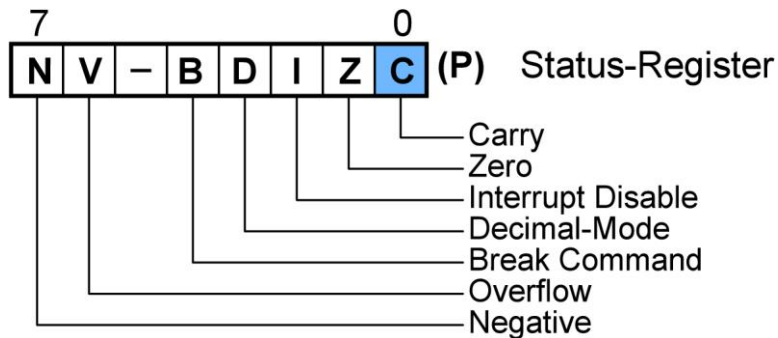 7 0
N V – B D I Z C (P) Status-Register
Carry
Zero
Interrupt Disable
Decimal-Mode
Break Command
Overflow
Negative